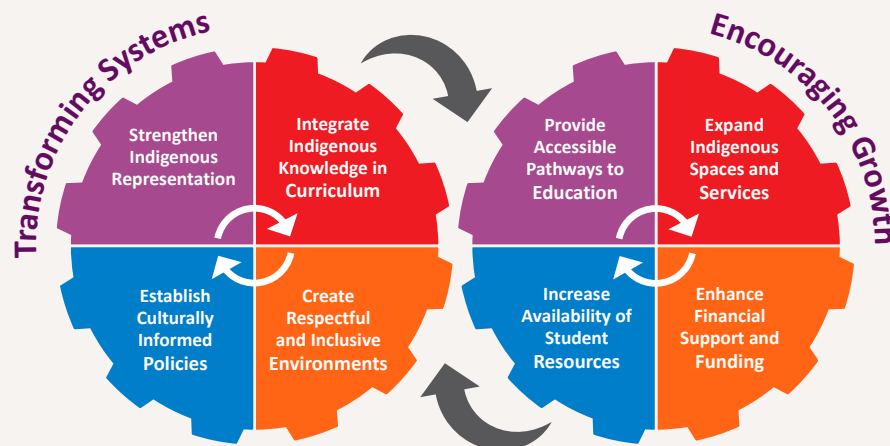 Transforming Systems
Strengthen
Indigenous
Representation
Integrate
Indigenous
Knowledge in
Curriculum
Establish
Culturally
Informed
Policies
Create
Respectful
and Inclusive
Environments
Encouraging Growth
Provide
Accessible
Pathways to
Education
Expand
Indigenous
Spaces and
Services
Increase
Availability of
Student
Resources
Enhance
Financial
Support and
Funding